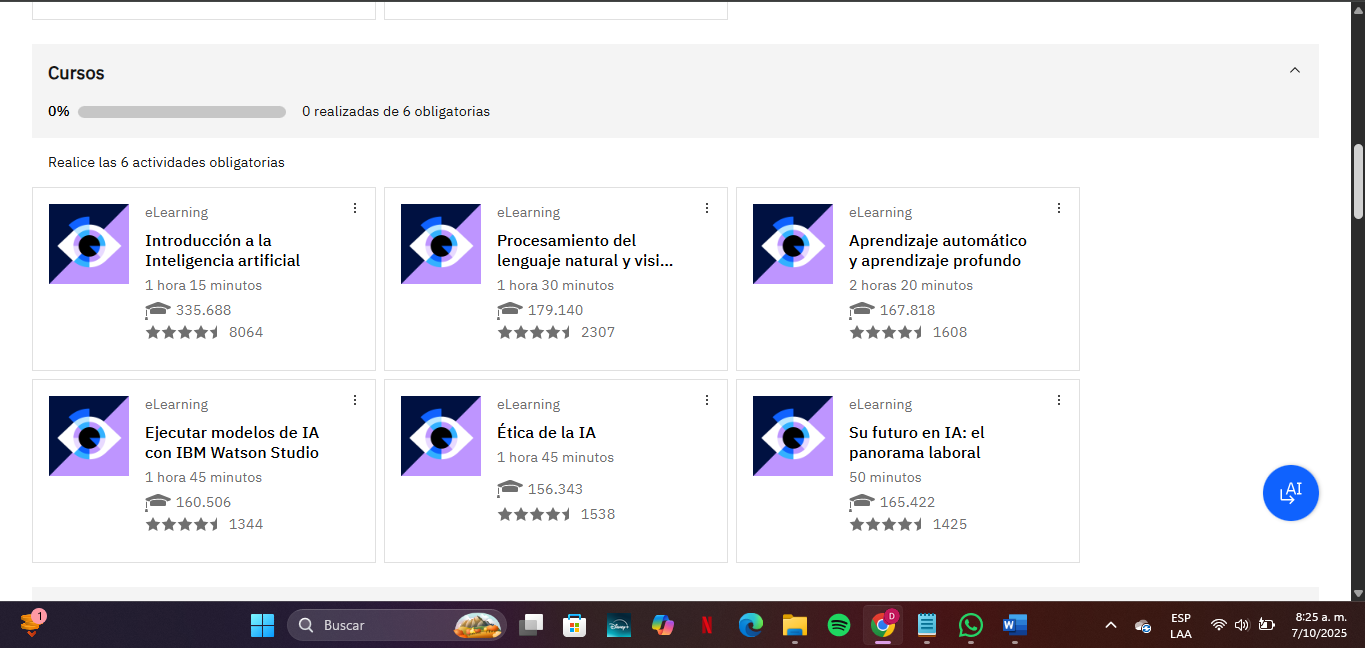 Cursos
0% 0 realizadas de 6 obligatorias
Realice las 6 actividades obligatorias
eLearning
Introducción a la
Inteligencia artificial
1 hora 15 minutos
335.688
8064
eLearning
Procesamiento del
lenguaje natural y visi...
1 hora 30 minutos
179.140
2307
eLearning
Aprendizaje automático
y aprendizaje profundo
2 horas 20 minutos
167.818
1608
eLearning
Ejecutar modelos de IA
con IBM Watson Studio
1 hora 45 minutos
160.506
1344
eLearning
Ética de la IA
1 hora 45 minutos
156.343
1538
eLearning
Su futuro en IA: el
panorama laboral
50 minutos
165.422
1425
AI
1
Buscar
Disney+
N
D
W
ESP
LAA
8:25 a. m.
7/10/2025